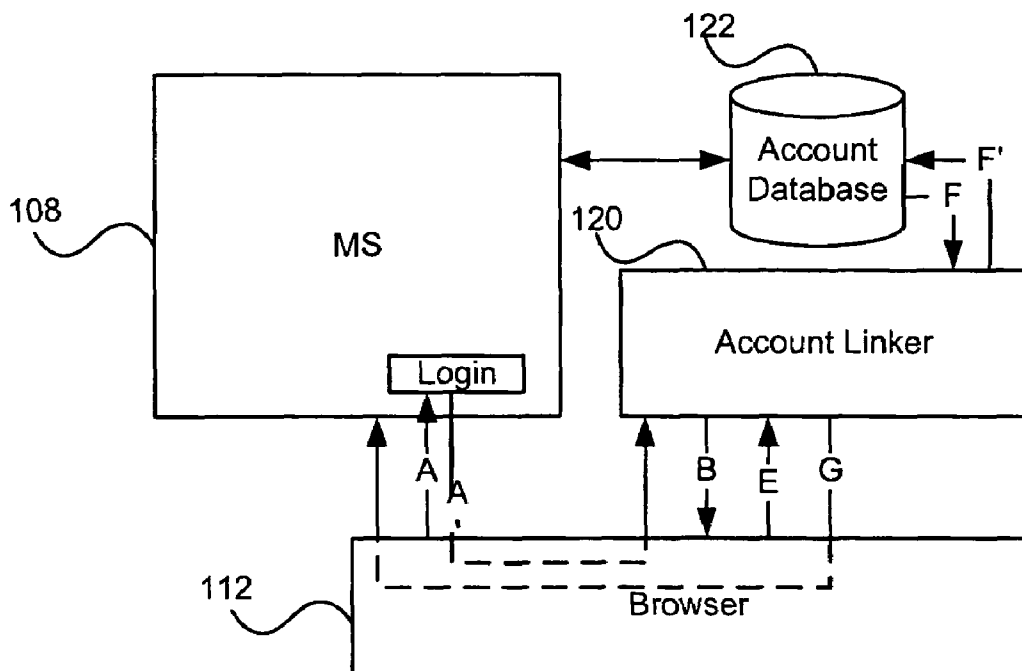 122
Account
Database
F'
F
108
MS
120
Account Linker
Login
A
A'
B
E
G
112
Browser